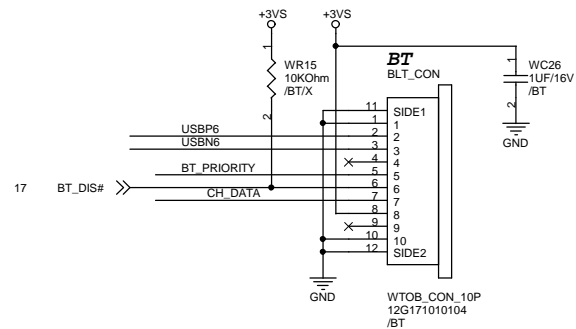 +3VS
+3VS
1
WR15
10KOhm
/BT/X
2
BT
BLT_CON
1
WC26
1UF/16V
/BT
2
GND
11 SIDE1
1 1
USBP6 2 2
USBN6 3 3
4 4
BT_PRIORITY 5 5
17 BT_DIS# 6 6
CH_DATA 7 7
8 8
9 9
10 10
12 SIDE2
GND
WTOB_CON_10P
12G171010104
/BT